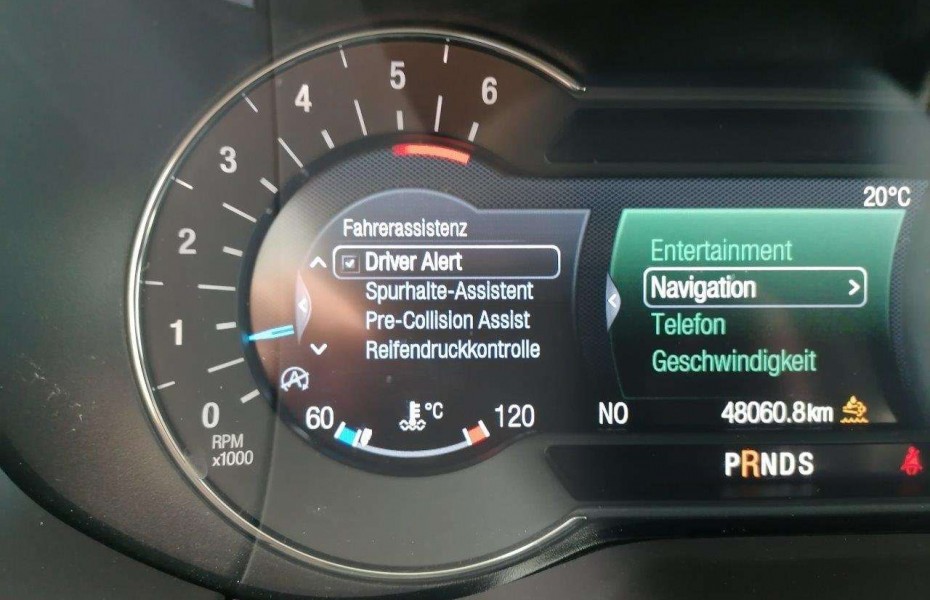 6
5
4
3
2
1
0
RPM
x1000
Fahrerassistenz
Driver Alert
Spurhalte-Assistent
Pre-Collision Assist
Reifendruckkontrolle
A
60
°C
120
20°C
Entertainment
Navigation
Telefon
Geschwindigkeit
NO
48060.8km
PRNDS